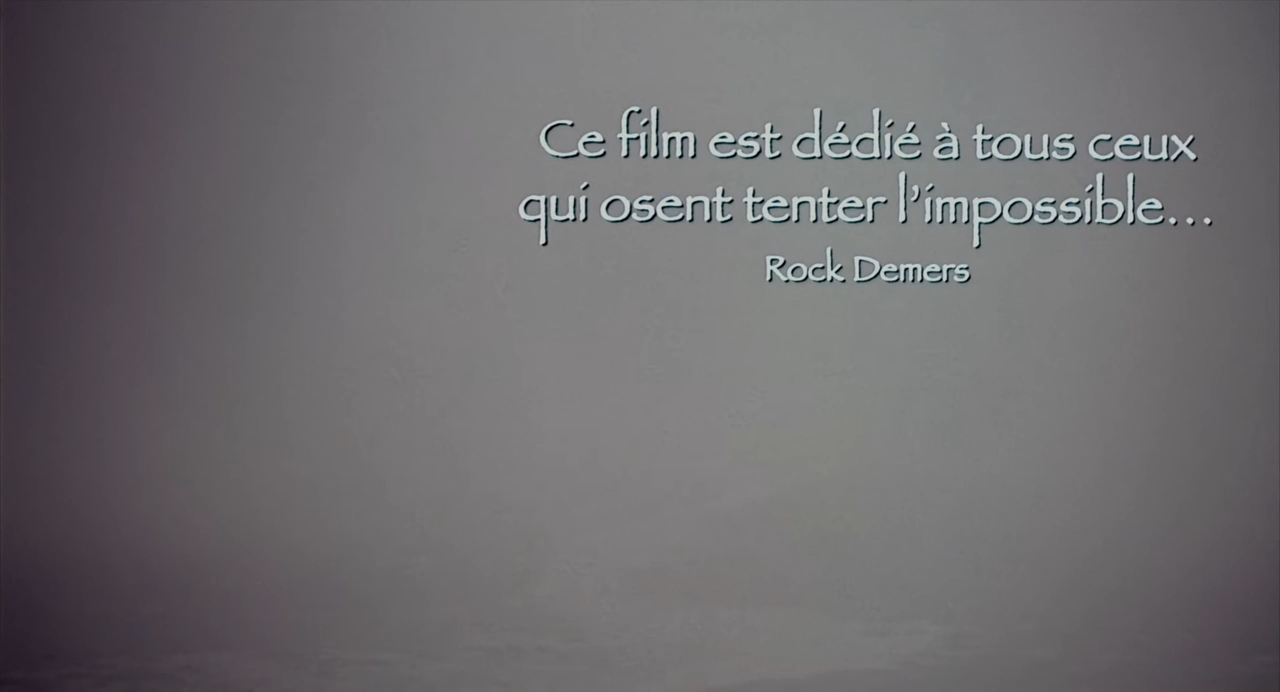 Ce film est dédié à tous ceux
qui osent tenter l'impossible...
Rock Demers